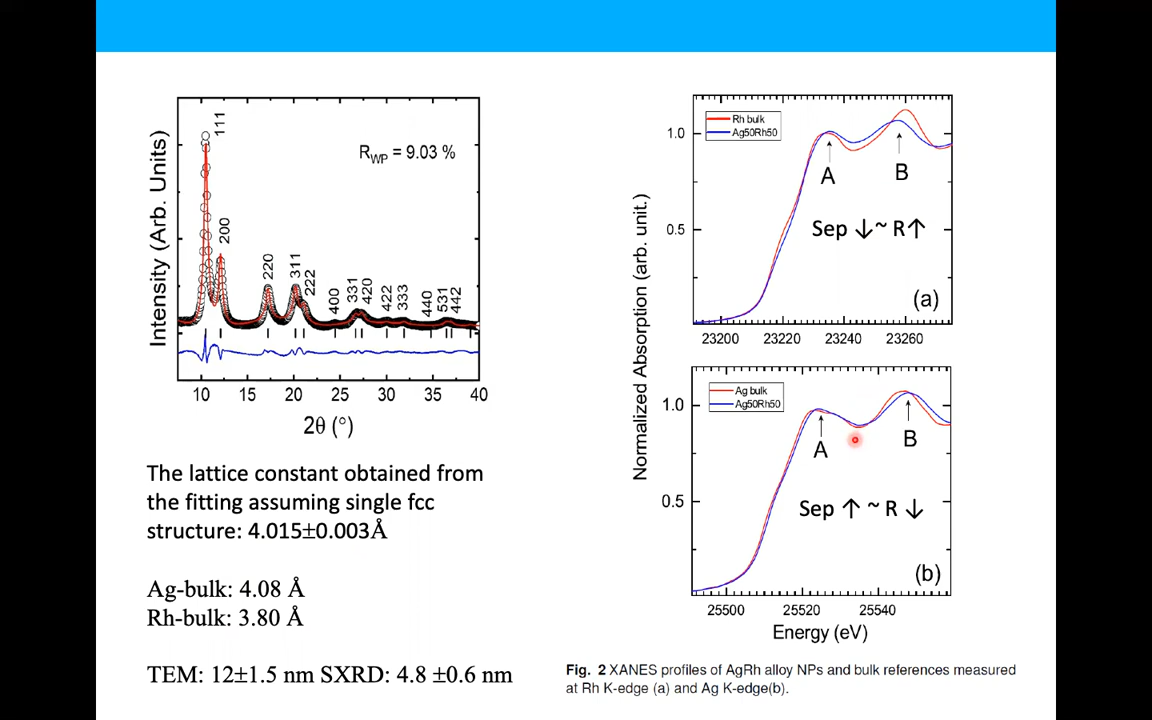 Intensity (Arb. Units)
R_WP = 9.03 %
111
200
220
311
222
400
331
420
422
333
440
531
442
10 15 20 25 30 35 40
2θ (°)
The lattice constant obtained from
the fitting assuming single fcc
structure: 4.015±0.003Å
Ag-bulk: 4.08 Å
Rh-bulk: 3.80 Å
TEM: 12±1.5 nm SXRD: 4.8 ±0.6 nm
Normalized Absorption (arb. unit.)
Rh bulk
Ag50Rh50
1.0
0.5
A
B
Sep ↓~ R↑
(a)
23200 23220 23240 23260
Ag bulk
Ag50Rh50
1.0
0.5
A
B
Sep ↑ ~ R ↓
(b)
25500 25520 25540
Energy (eV)
Fig. 2 XANES profiles of AgRh alloy NPs and bulk references measured
at Rh K-edge (a) and Ag K-edge(b).